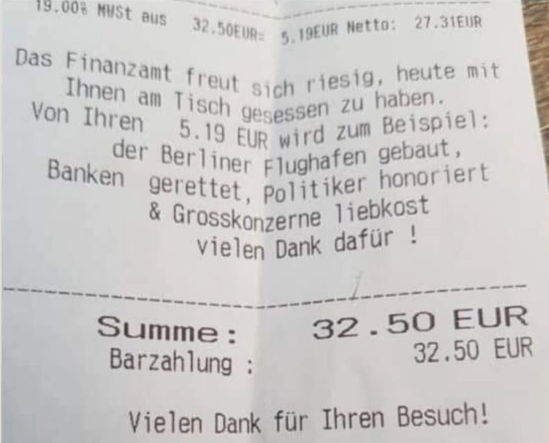 19.00% MWSt aus 32.50EUR= 5.19EUR Netto: 27.31EUR
Das Finanzamt freut sich riesig, heute mit
Ihnen am Tisch gesessen zu haben.
Von Ihren 5.19 EUR wird zum Beispiel:
der Berliner Flughafen gebaut,
Banken gerettet, Politiker honoriert
& Grosskonzerne liebkost
vielen Dank dafür !
Summe: 32.50 EUR
Barzahlung : 32.50 EUR
Vielen Dank für Ihren Besuch!